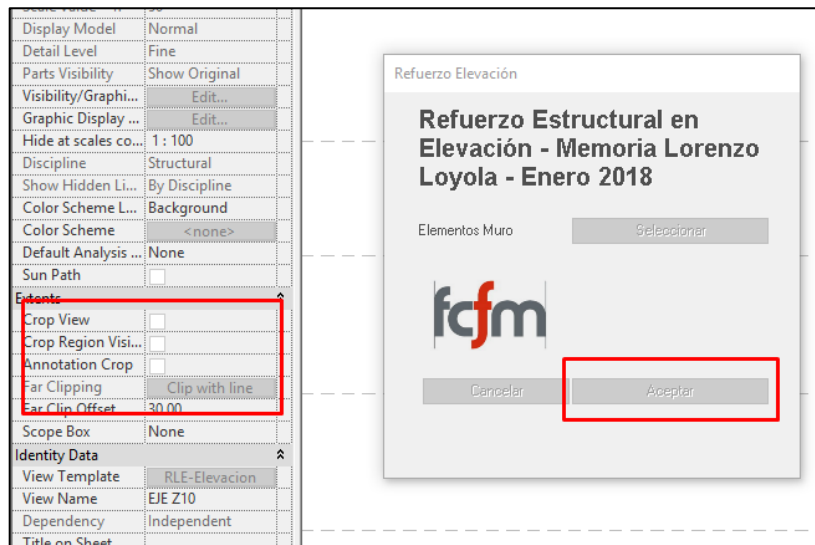 Display Model Normal
Detail Level Fine
Parts Visibility Show Original
Visibility/Graphi... Edit...
Graphic Display ... Edit...
Hide at scales co... 1 : 100
Discipline Structural
Show Hidden Li... By Discipline
Color Scheme L... Background
Color Scheme <none>
Default Analysis ... None
Sun Path
Extents
Crop View
Crop Region Visi...
Annotation Crop
Far Clipping Clip with line
Far Clip Offset 30.00
Scope Box None
Identity Data
View Template RLE-Elevacion
View Name EJE Z10
Dependency Independent
Title on Sheet
Refuerzo Elevación
Refuerzo Estructural en
Elevación - Memoria Lorenzo
Loyola - Enero 2018
Elementos Muro Seleccionar
fcfm
Cancelar Aceptar